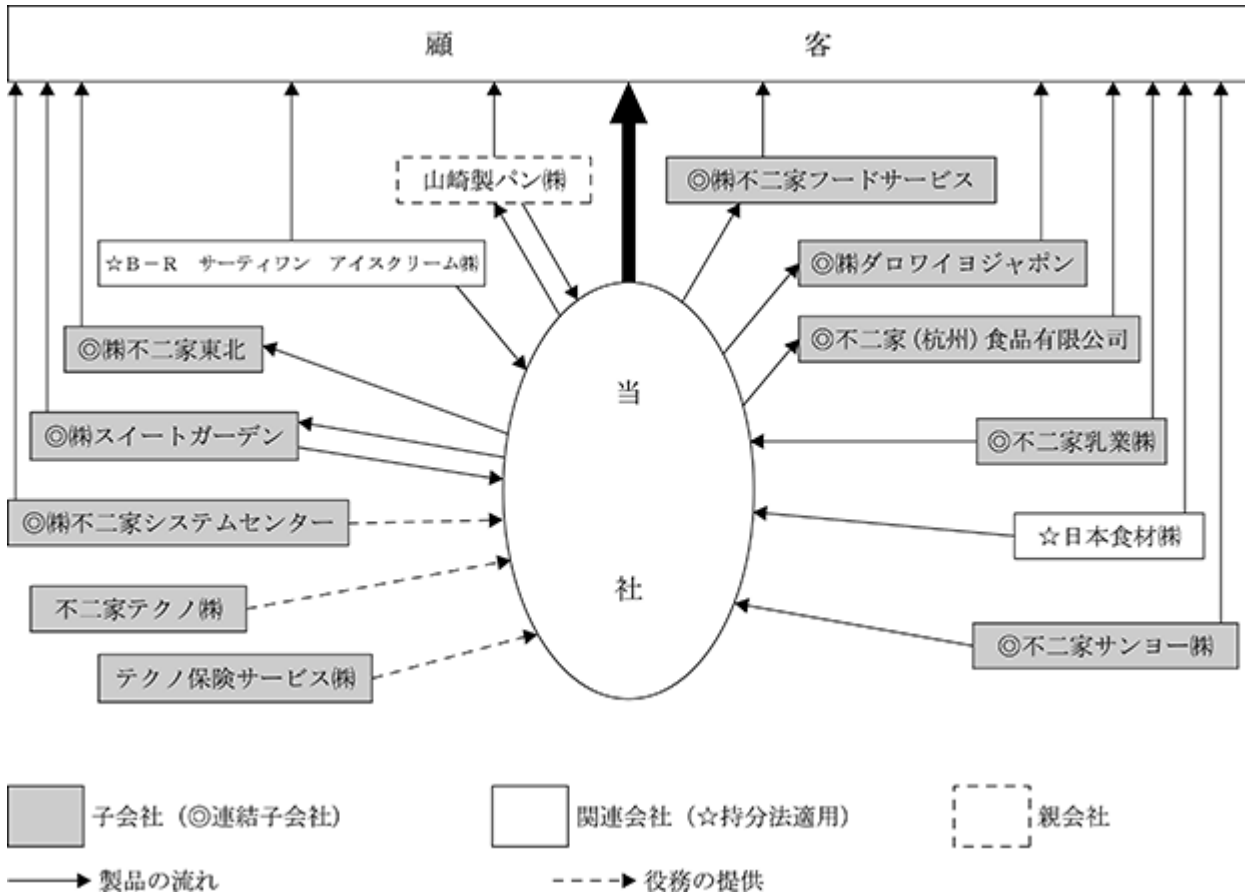 顧客
山崎製パン㈱
◎㈱不二家フードサービス
☆B－R　サーティワン　アイスクリーム㈱
◎㈱ダロワイヨジャポン
◎㈱不二家東北
◎不二家(杭州)食品有限公司
◎㈱スイートガーデン
◎不二家乳業㈱
◎㈱不二家システムセンター
☆日本食材㈱
不二家テクノ㈱
◎不二家サンヨー㈱
テクノ保険サービス㈱
当社
子会社（◎連結子会社）
関連会社（☆持分法適用）
親会社
製品の流れ
役務の提供